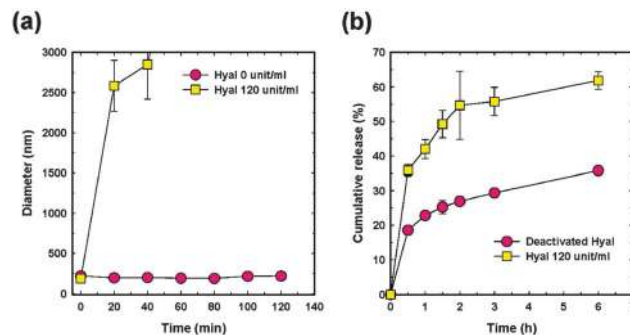 (a)
3000
2500
2000
1500
1000
500
250
0
Diameter (nm)
Hyal 0 unit/ml
Hyal 120 unit/ml
0 20 40 60 80 100 120 140
Time (min)
(b)
70
60
50
40
30
20
10
0
Cumulative release (%)
Deactivated Hyal
Hyal 120 unit/ml
0 1 2 3 4 5 6
Time (h)